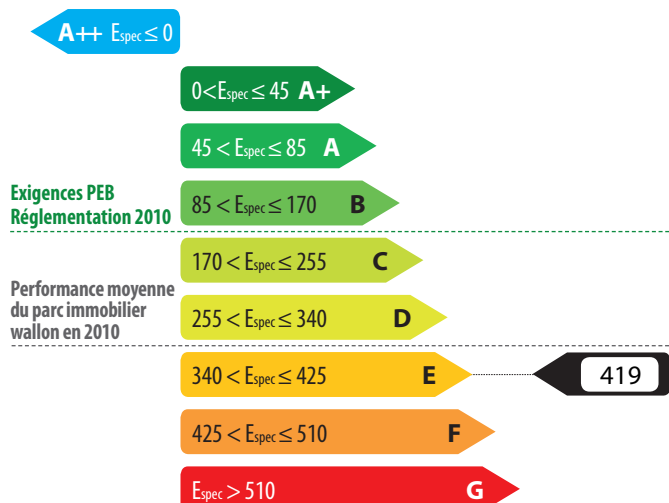 A++ Espec ≤ 0
0 < Espec ≤ 45 A+
45 < Espec ≤ 85 A
Exigences PEB
Réglementation 2010
85 < Espec ≤ 170 B
170 < Espec ≤ 255 C
Performance moyenne
du parc immobilier
wallon en 2010
255 < Espec ≤ 340 D
340 < Espec ≤ 425 E
419
425 < Espec ≤ 510 F
Espec > 510 G